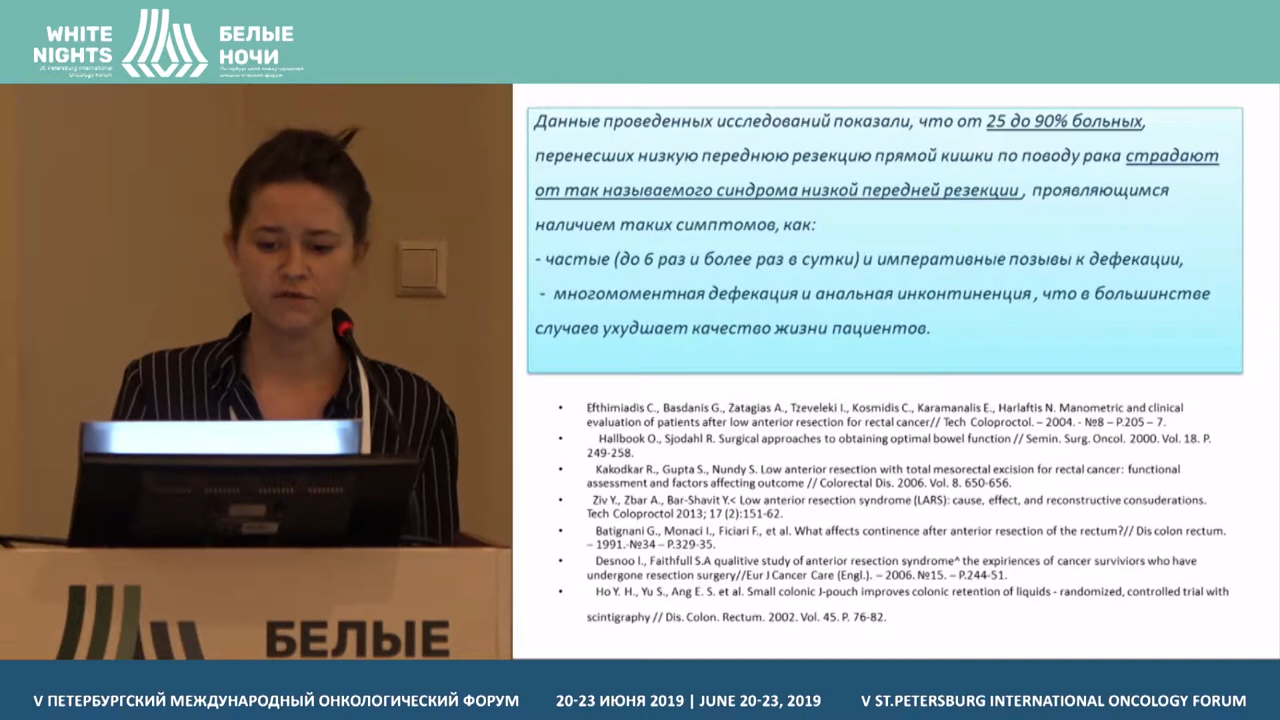 WHITE
NIGHTS
St. Petersburg International
Oncology Forum
БЕЛЫЕ
НОЧИ
Петербургский международный
онкологический форум
Данные проведенных исследований показали, что от 25 до 90% больных,
перенесших низкую переднюю резекцию прямой кишки по поводу рака страдают
от так называемого синдрома низкой передней резекции , проявляющимся
наличием таких симптомов, как:
- частые (до 6 раз и более раз в сутки) и императивные позывы к дефекации,
- многомоментная дефекация и анальная инконтиненция , что в большинстве
случаев ухудшает качество жизни пациентов.
• Efthimiadis C., Basdanis G., Zatagias A., Tzeveleki I., Kosmidis C., Karamanalis E., Harlaftis N. Manometric and clinical
evaluation of patients after low anterior resection for rectal cancer// Tech Coloproctol. – 2004. - №8 – P.205 – 7.
• Hallbook O., Sjodahl R. Surgical approaches to obtaining optimal bowel function // Semin. Surg. Oncol. 2000. Vol. 18. P.
249-258.
• Kakodkar R., Gupta S., Nundy S. Low anterior resection with total mesorectal excision for rectal cancer: functional
assessment and factors affecting outcome // Colorectal Dis. 2006. Vol. 8. 650-656.
• Ziv Y., Zbar A., Bar-Shavit Y.< Low anterior resection syndrome (LARS): cause, effect, and reconstructive consuderations.
Tech Coloproctol 2013; 17 (2):151-62.
• Batignani G., Monaci I., Ficiari F., et al. What affects continence after anterior resection of the rectum?// Dis colon rectum.
– 1991.-№34 – P.329-35.
• Desnoo I., Faithfull S.A qualitive study of anterior resection syndrome^ the expiriences of cancer surviviors who have
undergone resection surgery//Eur J Cancer Care (Engl.). – 2006. №15. – P.244-51.
• Ho Y. H., Yu S., Ang E. S. et al. Small colonic J-pouch improves colonic retention of liquids - randomized, controlled trial with
scintigraphy // Dis. Colon. Rectum. 2002. Vol. 45. P. 76-82.
БЕЛЫЕ
V ПЕТЕРБУРГСКИЙ МЕЖДУНАРОДНЫЙ ОНКОЛОГИЧЕСКИЙ ФОРУМ 20-23 ИЮНЯ 2019 | JUNE 20-23, 2019 V ST.PETERSBURG INTERNATIONAL ONCOLOGY FORUM